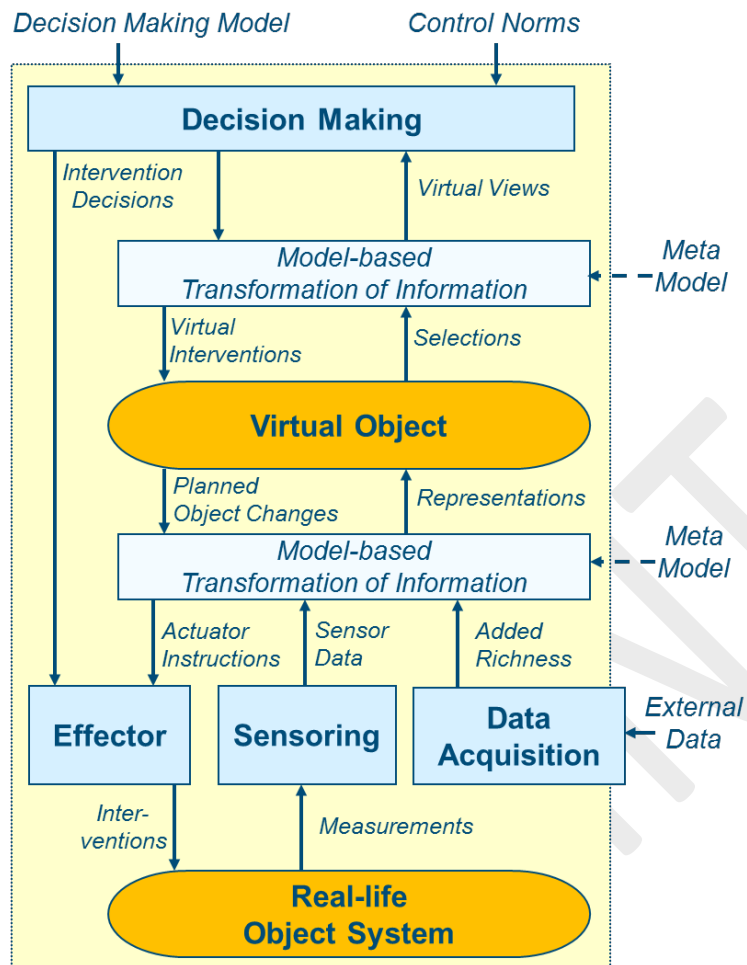 Decision Making Model
Control Norms
Decision Making
Intervention
Decisions
Virtual Views
Model-based
Transformation of Information
Meta
Model
Virtual
Interventions
Selections
Virtual Object
Planned
Object Changes
Representations
Model-based
Transformation of Information
Meta
Model
Actuator
Instructions
Sensor
Data
Added
Richness
Effector
Sensoring
Data
Acquisition
External
Data
Inter-
ventions
Measurements
Real-life
Object System